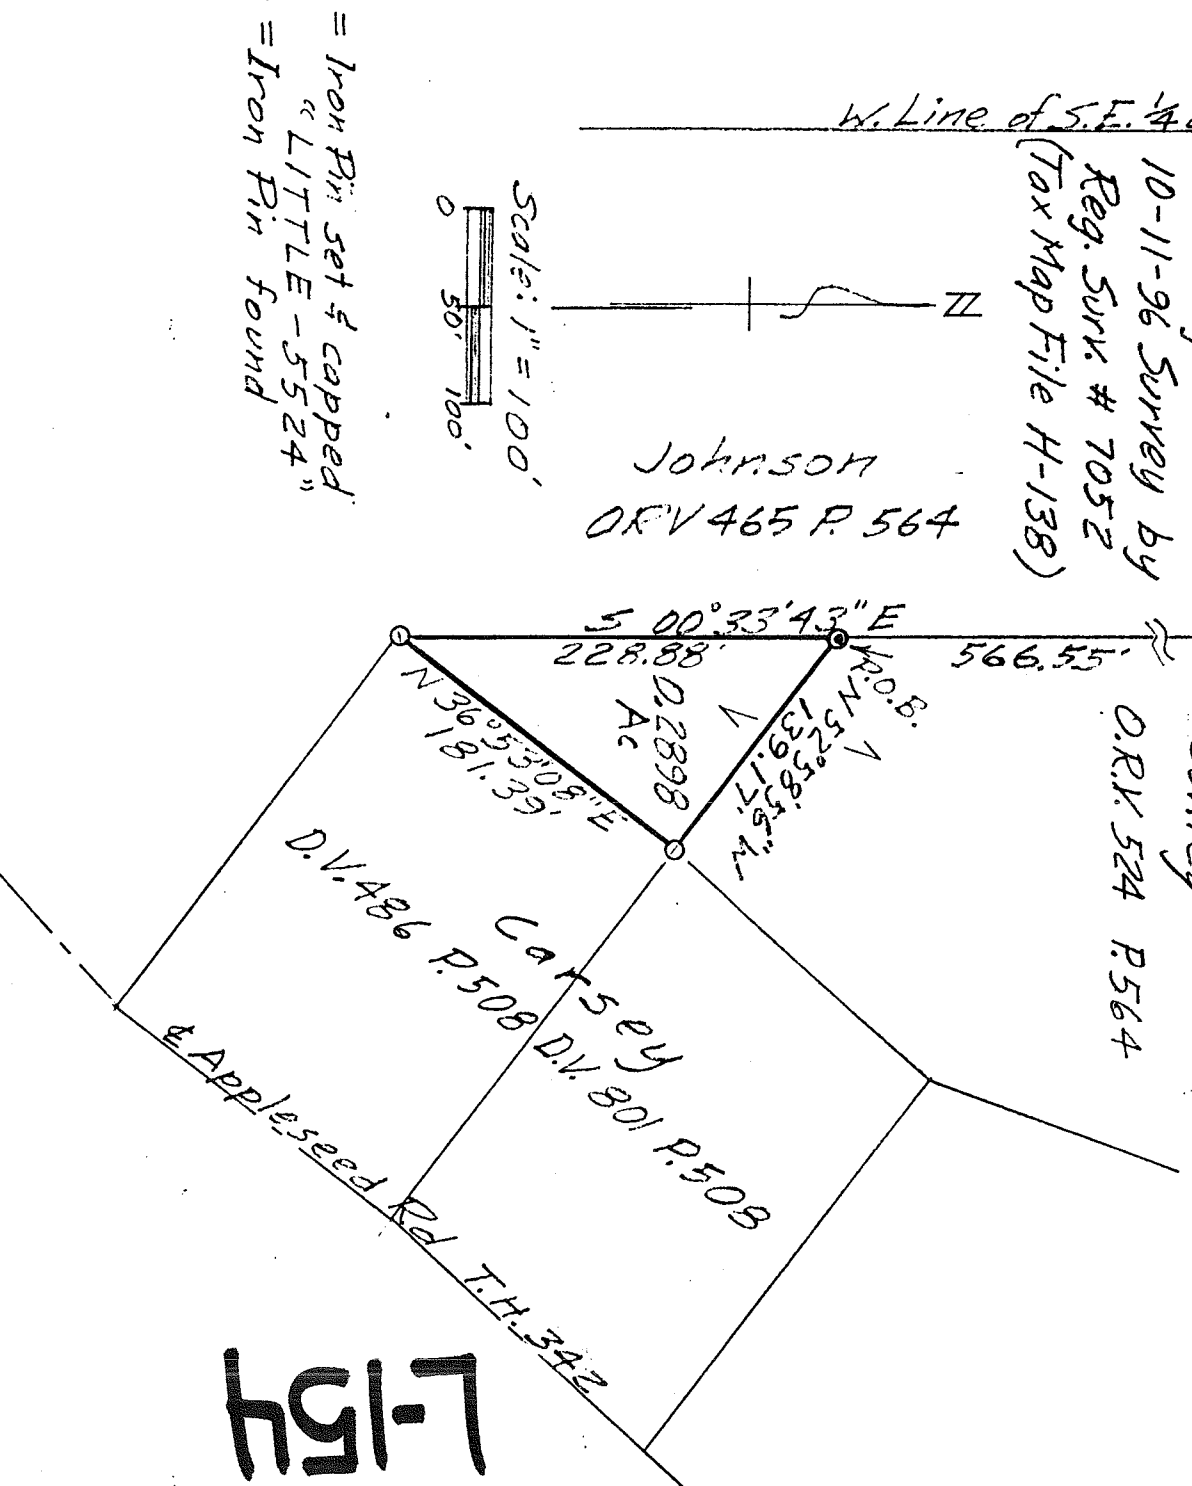 W. Line of S.E. 1/4
10-11-96 Survey by
Reg. Surv. # 7052
(Tax Map File H-138)
N
Scale: 1" = 100'
0 50' 100'
= Iron Pin set & capped
"LITTLE-5524"
= Iron Pin found
Johnson
ORV 465 P. 564
S 00°33'43" E
228.88'
566.55'
P.O.B.
N 52°58'56" W
139.17'
0.2898
Ac
N 36°53'08" E
181.39'
O.R.V. 524 P.564
D.V. 486 P.508
Carsey
D.V. 801 P.508
℄ Appleseed Rd T.H. 342
L-154